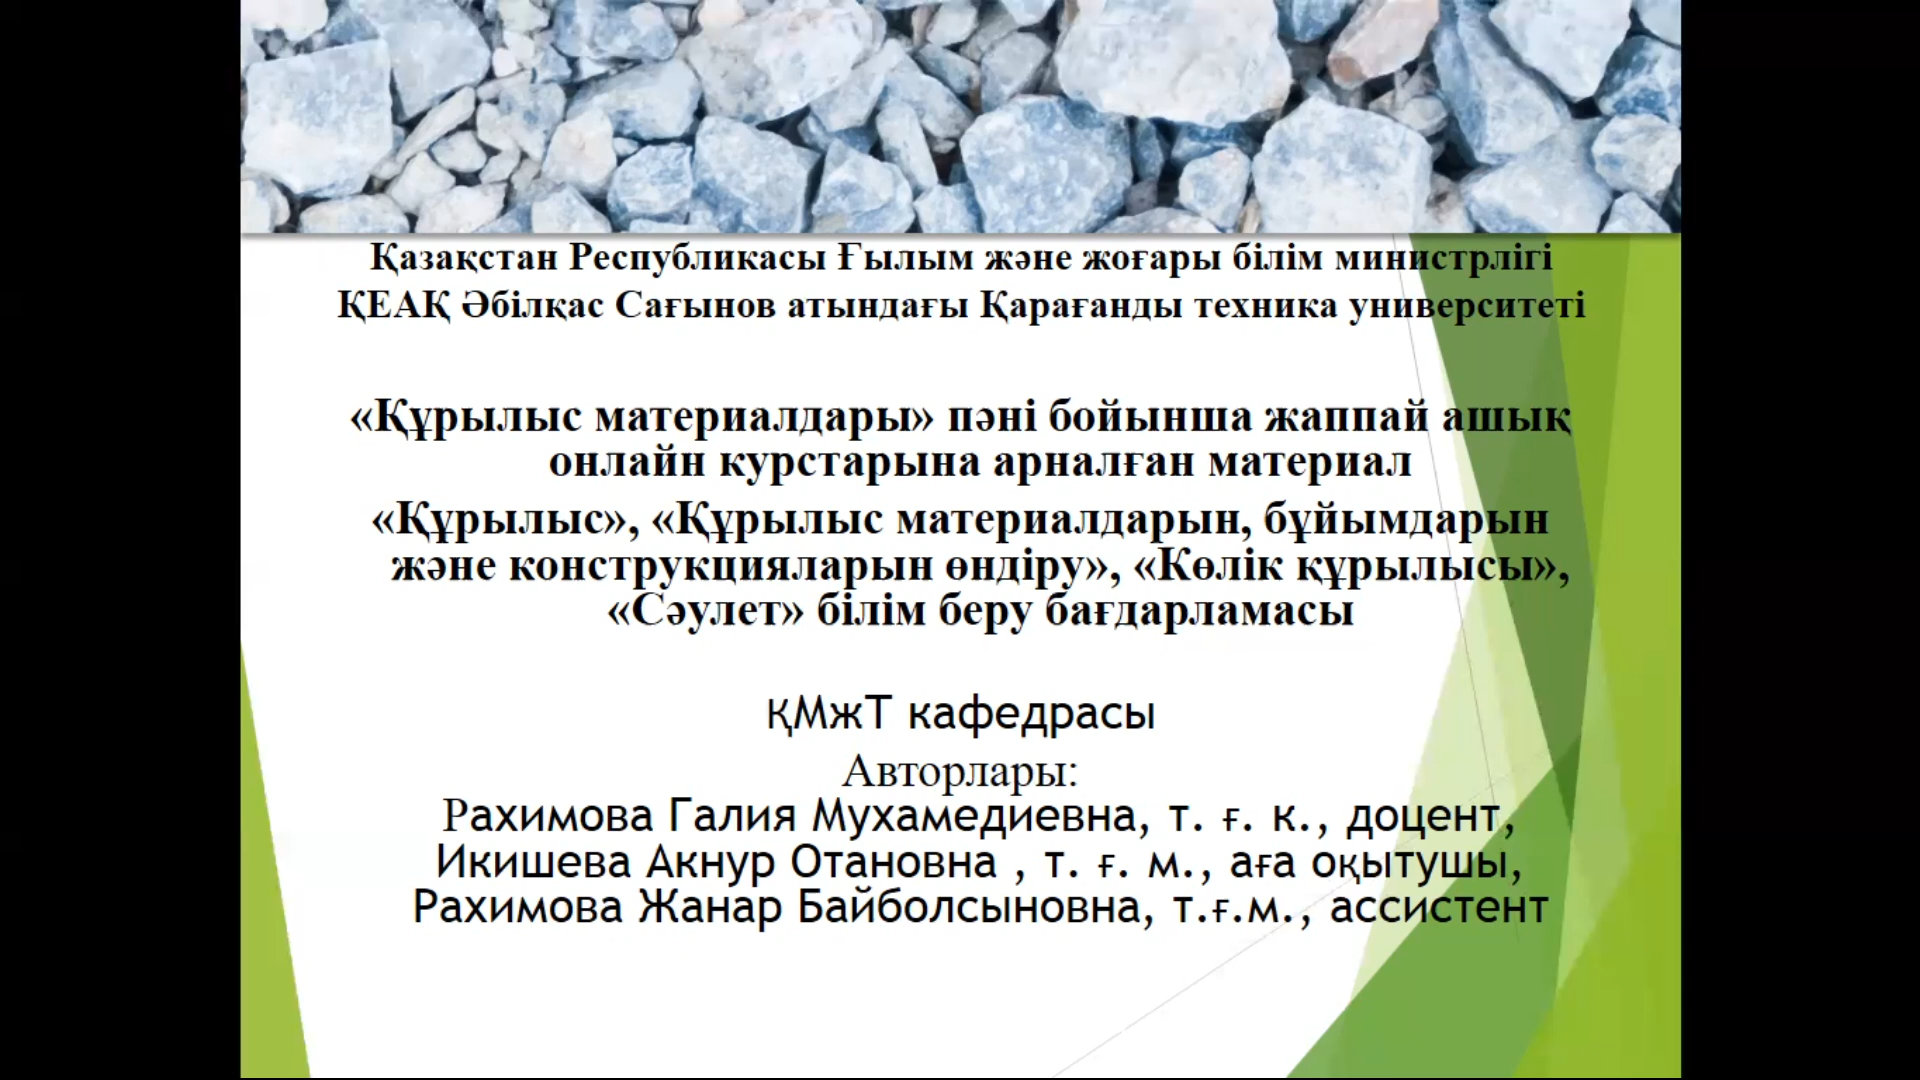 Қазақстан Республикасы Ғылым және жоғары білім министрлігі
ҚЕАҚ Әбілқас Сағынов атындағы Қарағанды техника университеті
«Құрылыс материалдары» пәні бойынша жаппай ашық
онлайн курстарына арналған материал
«Құрылыс», «Құрылыс материалдарын, бұйымдарын
және конструкцияларын өндіру», «Көлік құрылысы»,
«Сәулет» білім беру бағдарламасы
ҚМжТ кафедрасы
Авторлары:
Рахимова Галия Мухамедиевна, т. ғ. к., доцент,
Икишева Акнур Отановна , т. ғ. м., аға оқытушы,
Рахимова Жанар Байболсыновна, т.ғ.м., ассистент